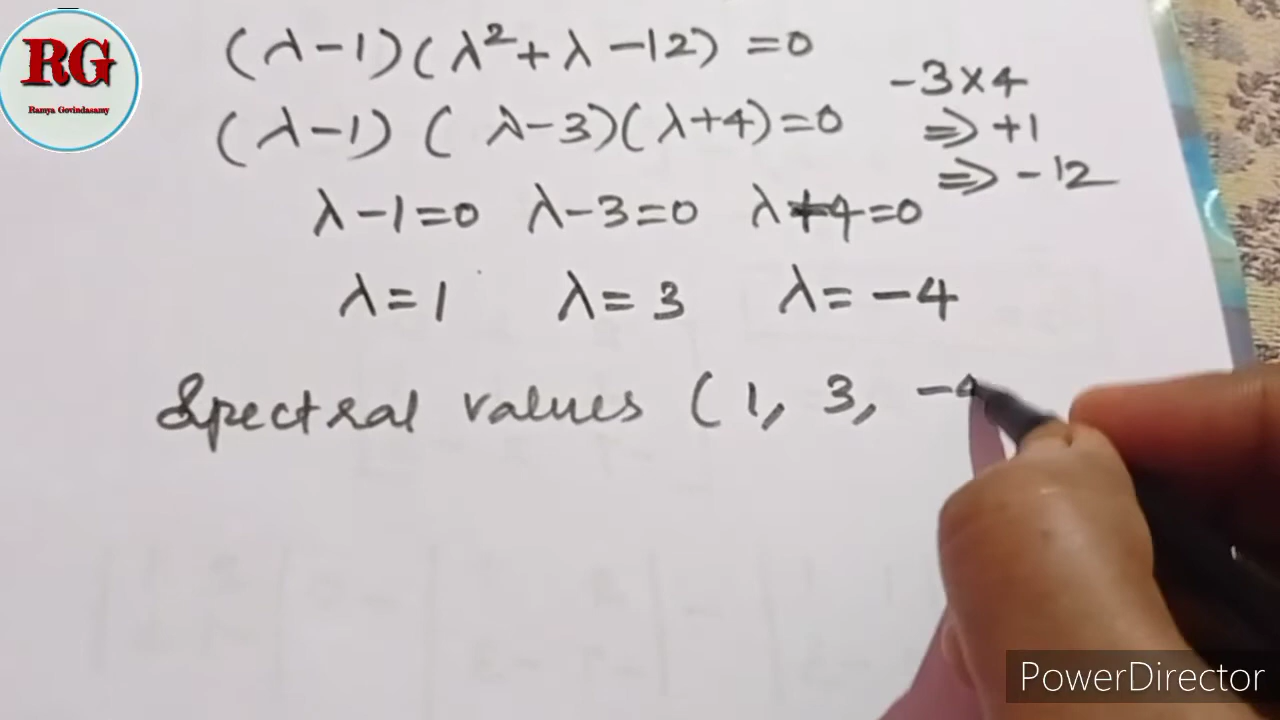 RG
Ramya Govindasamy
(λ-1)(λ²+λ-12) =0
-3×4
(λ-1) ( λ-3)(λ+4)=0
⇒ +1
⇒ -12
λ-1=0 λ-3=0 λ+4=0
λ=1 λ=3 λ=-4
Spectral values (1, 3, -4
PowerDirector